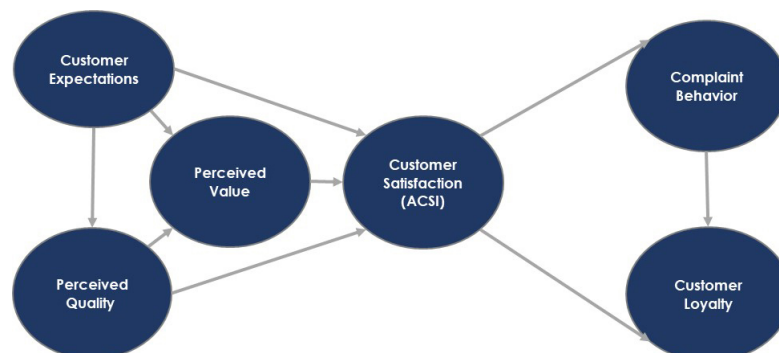 Customer
Expectations
Perceived
Value
Perceived
Quality
Customer
Satisfaction
(ACSI)
Complaint
Behavior
Customer
Loyalty